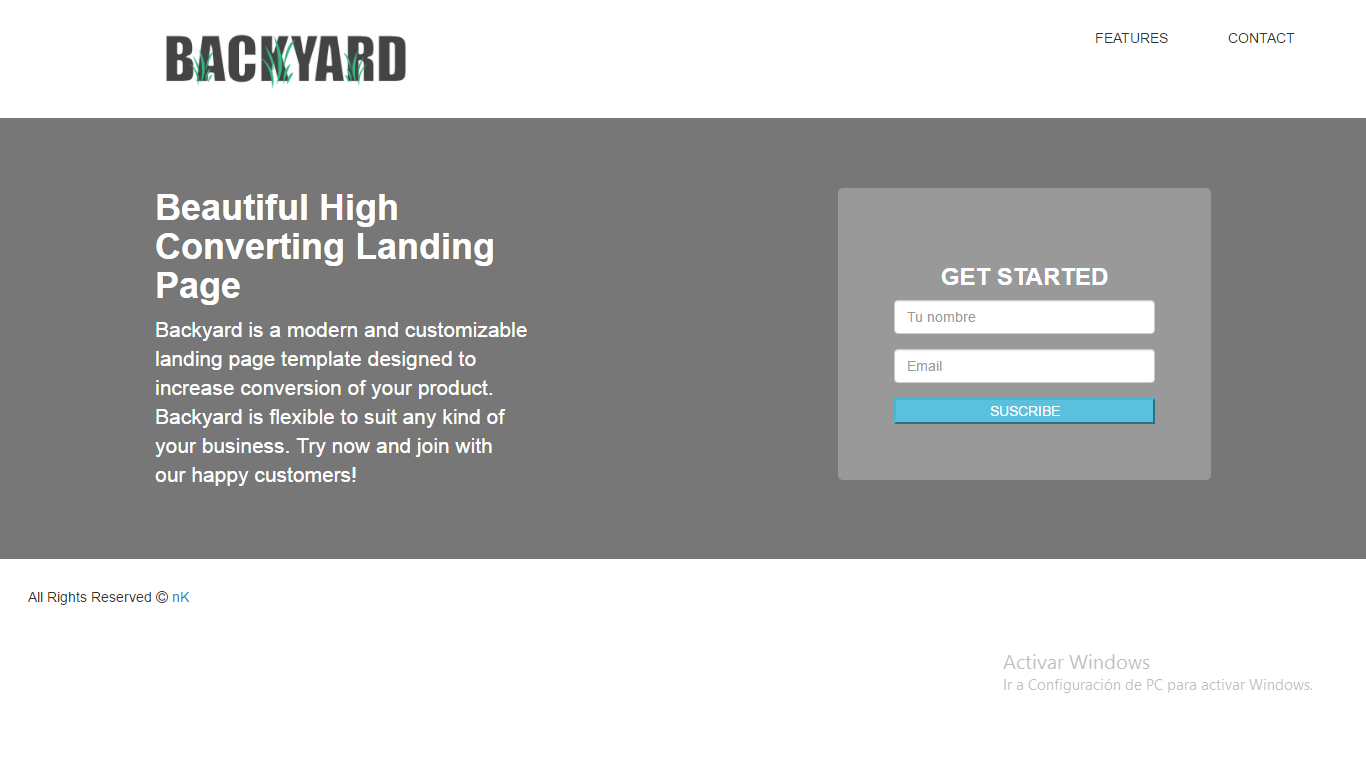 BACKYARD
FEATURES
CONTACT
Beautiful High
Converting Landing
Page
Backyard is a modern and customizable
landing page template designed to
increase conversion of your product.
Backyard is flexible to suit any kind of
your business. Try now and join with
our happy customers!
GET STARTED
Tu nombre
Email
SUSCRIBE
All Rights Reserved © nK
Activar Windows
Ir a Configuración de PC para activar Windows.